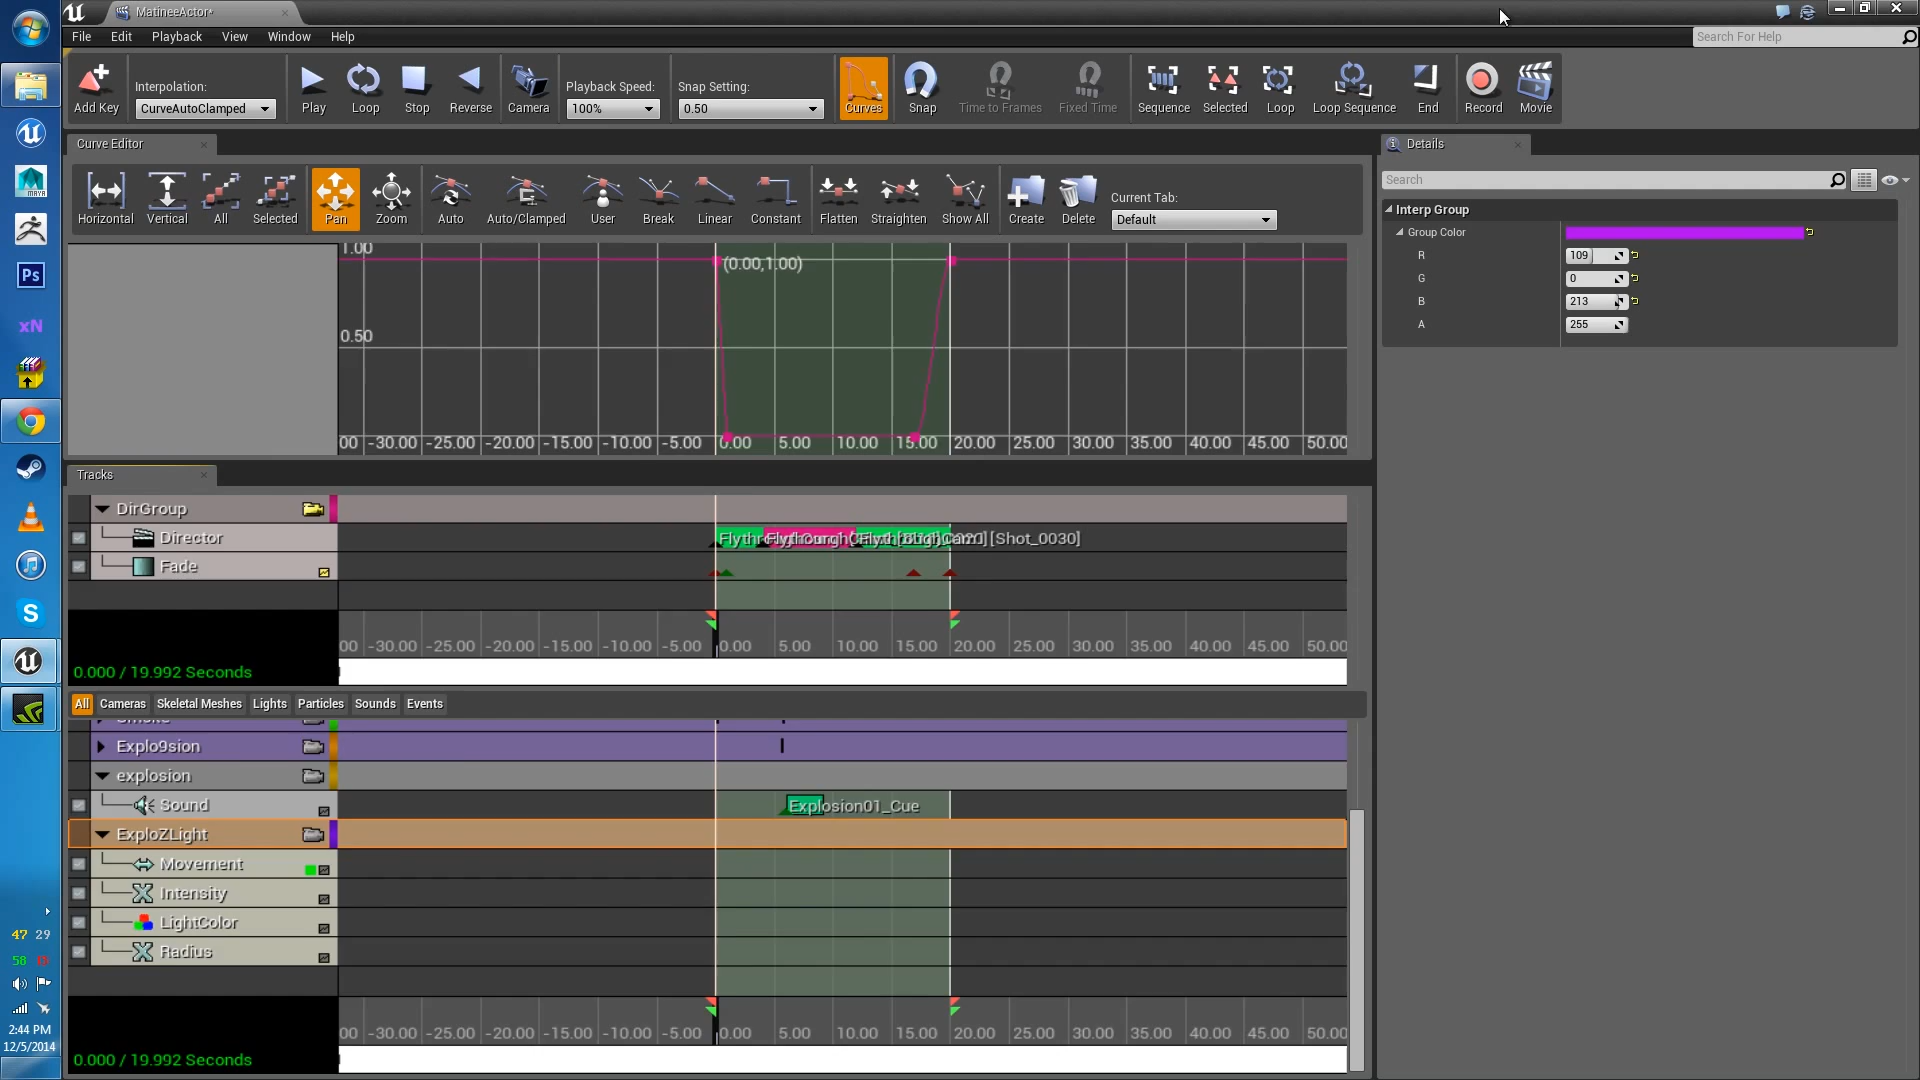 MatineeActor*
File Edit Playback View Window Help
Search For Help
Add Key
Interpolation:
CurveAutoClamped
Play Loop Stop Reverse Camera
Playback Speed:
100%
Snap Setting:
0.50
Curves Snap Time to Frames Fixed Time Sequence Selected Loop Loop Sequence End Record Movie
Curve Editor
Details
Horizontal Vertical All Selected Pan Zoom Auto Auto/Clamped User Break Linear Constant Flatten Straighten Show All Create Delete
Current Tab:
Default
Search
Interp Group
Group Color
R 109
G 0
B 213
A 255
1.00
(0.00,1.00)
0.50
00 -30.00 -25.00 -20.00 -15.00 -10.00 -5.00 0.00 5.00 10.00 15.00 20.00 25.00 30.00 35.00 40.00 45.00 50.00
Tracks
DirGroup
Director
[Shot_0030]
Fade
00 -30.00 -25.00 -20.00 -15.00 -10.00 -5.00 0.00 5.00 10.00 15.00 20.00 25.00 30.00 35.00 40.00 45.00 50.00
0.000 / 19.992 Seconds
All Cameras Skeletal Meshes Lights Particles Sounds Events
Smoke
Explo9sion
explosion
Sound
Explosion01_Cue
ExploZLight
Movement
Intensity
LightColor
Radius
00 -30.00 -25.00 -20.00 -15.00 -10.00 -5.00 0.00 5.00 10.00 15.00 20.00 25.00 30.00 35.00 40.00 45.00 50.00
0.000 / 19.992 Seconds
MAYA
Ps
xN
47 29
58
2:44 PM
12/5/2014